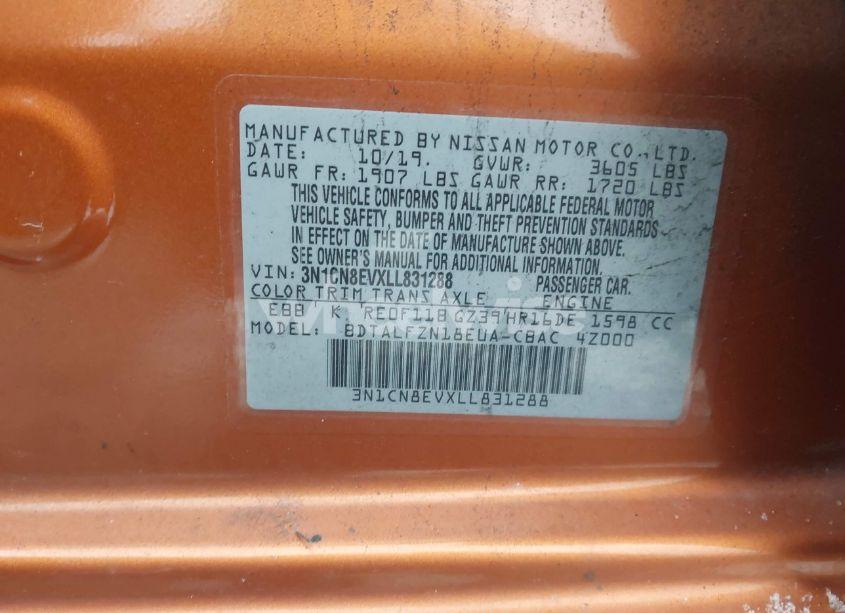 MANUFACTURED BY NISSAN MOTOR CO.,LTD.
DATE: 10/19. GVWR: 3605 LBS
GAWR FR: 1907 LBS GAWR RR: 1720 LBS
THIS VEHICLE CONFORMS TO ALL APPLICABLE FEDERAL MOTOR
VEHICLE SAFETY, BUMPER AND THEFT PREVENTION STANDARDS
IN EFFECT ON THE DATE OF MANUFACTURE SHOWN ABOVE.
SEE OWNER'S MANUAL FOR ADDITIONAL INFORMATION.
VIN: 3N1CN8EVXLL831288 PASSENGER CAR.
COLOR TRIM TRANS AXLE ENGINE
EBB K RE0F11B GZ39 HR16DE 1598 CC
MODEL: BDTALFZN18EUA-CBAC 4Z000
3N1CN8EVXLL831288